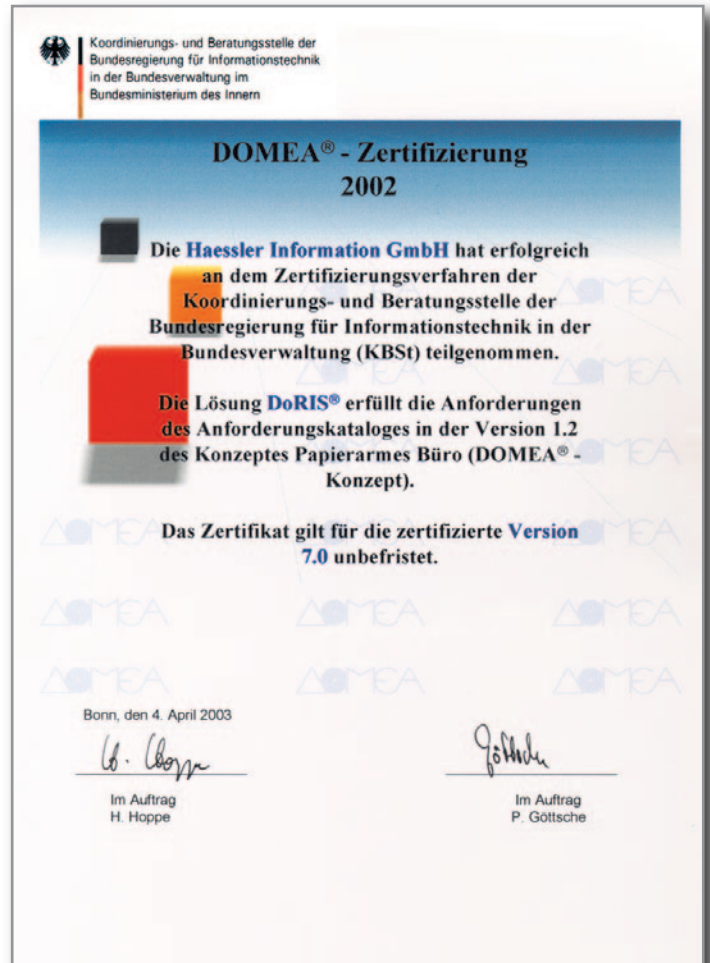 Koordinierungs- und Beratungsstelle der
Bundesregierung für Informationstechnik
in der Bundesverwaltung im
Bundesministerium des Innern
DOMEA® - Zertifizierung
2002
Die Haessler Information GmbH hat erfolgreich
an dem Zertifizierungsverfahren der
Koordinierungs- und Beratungsstelle der
Bundesregierung für Informationstechnik in der
Bundesverwaltung (KBSt) teilgenommen.
Die Lösung DoRIS® erfüllt die Anforderungen
des Anforderungskataloges in der Version 1.2
des Konzeptes Papierarmes Büro (DOMEA® -
Konzept).
Das Zertifikat gilt für die zertifizierte Version
7.0 unbefristet.
Bonn, den 4. April 2003
H. Hoppe
Göttsche
Im Auftrag
H. Hoppe
Im Auftrag
P. Göttsche